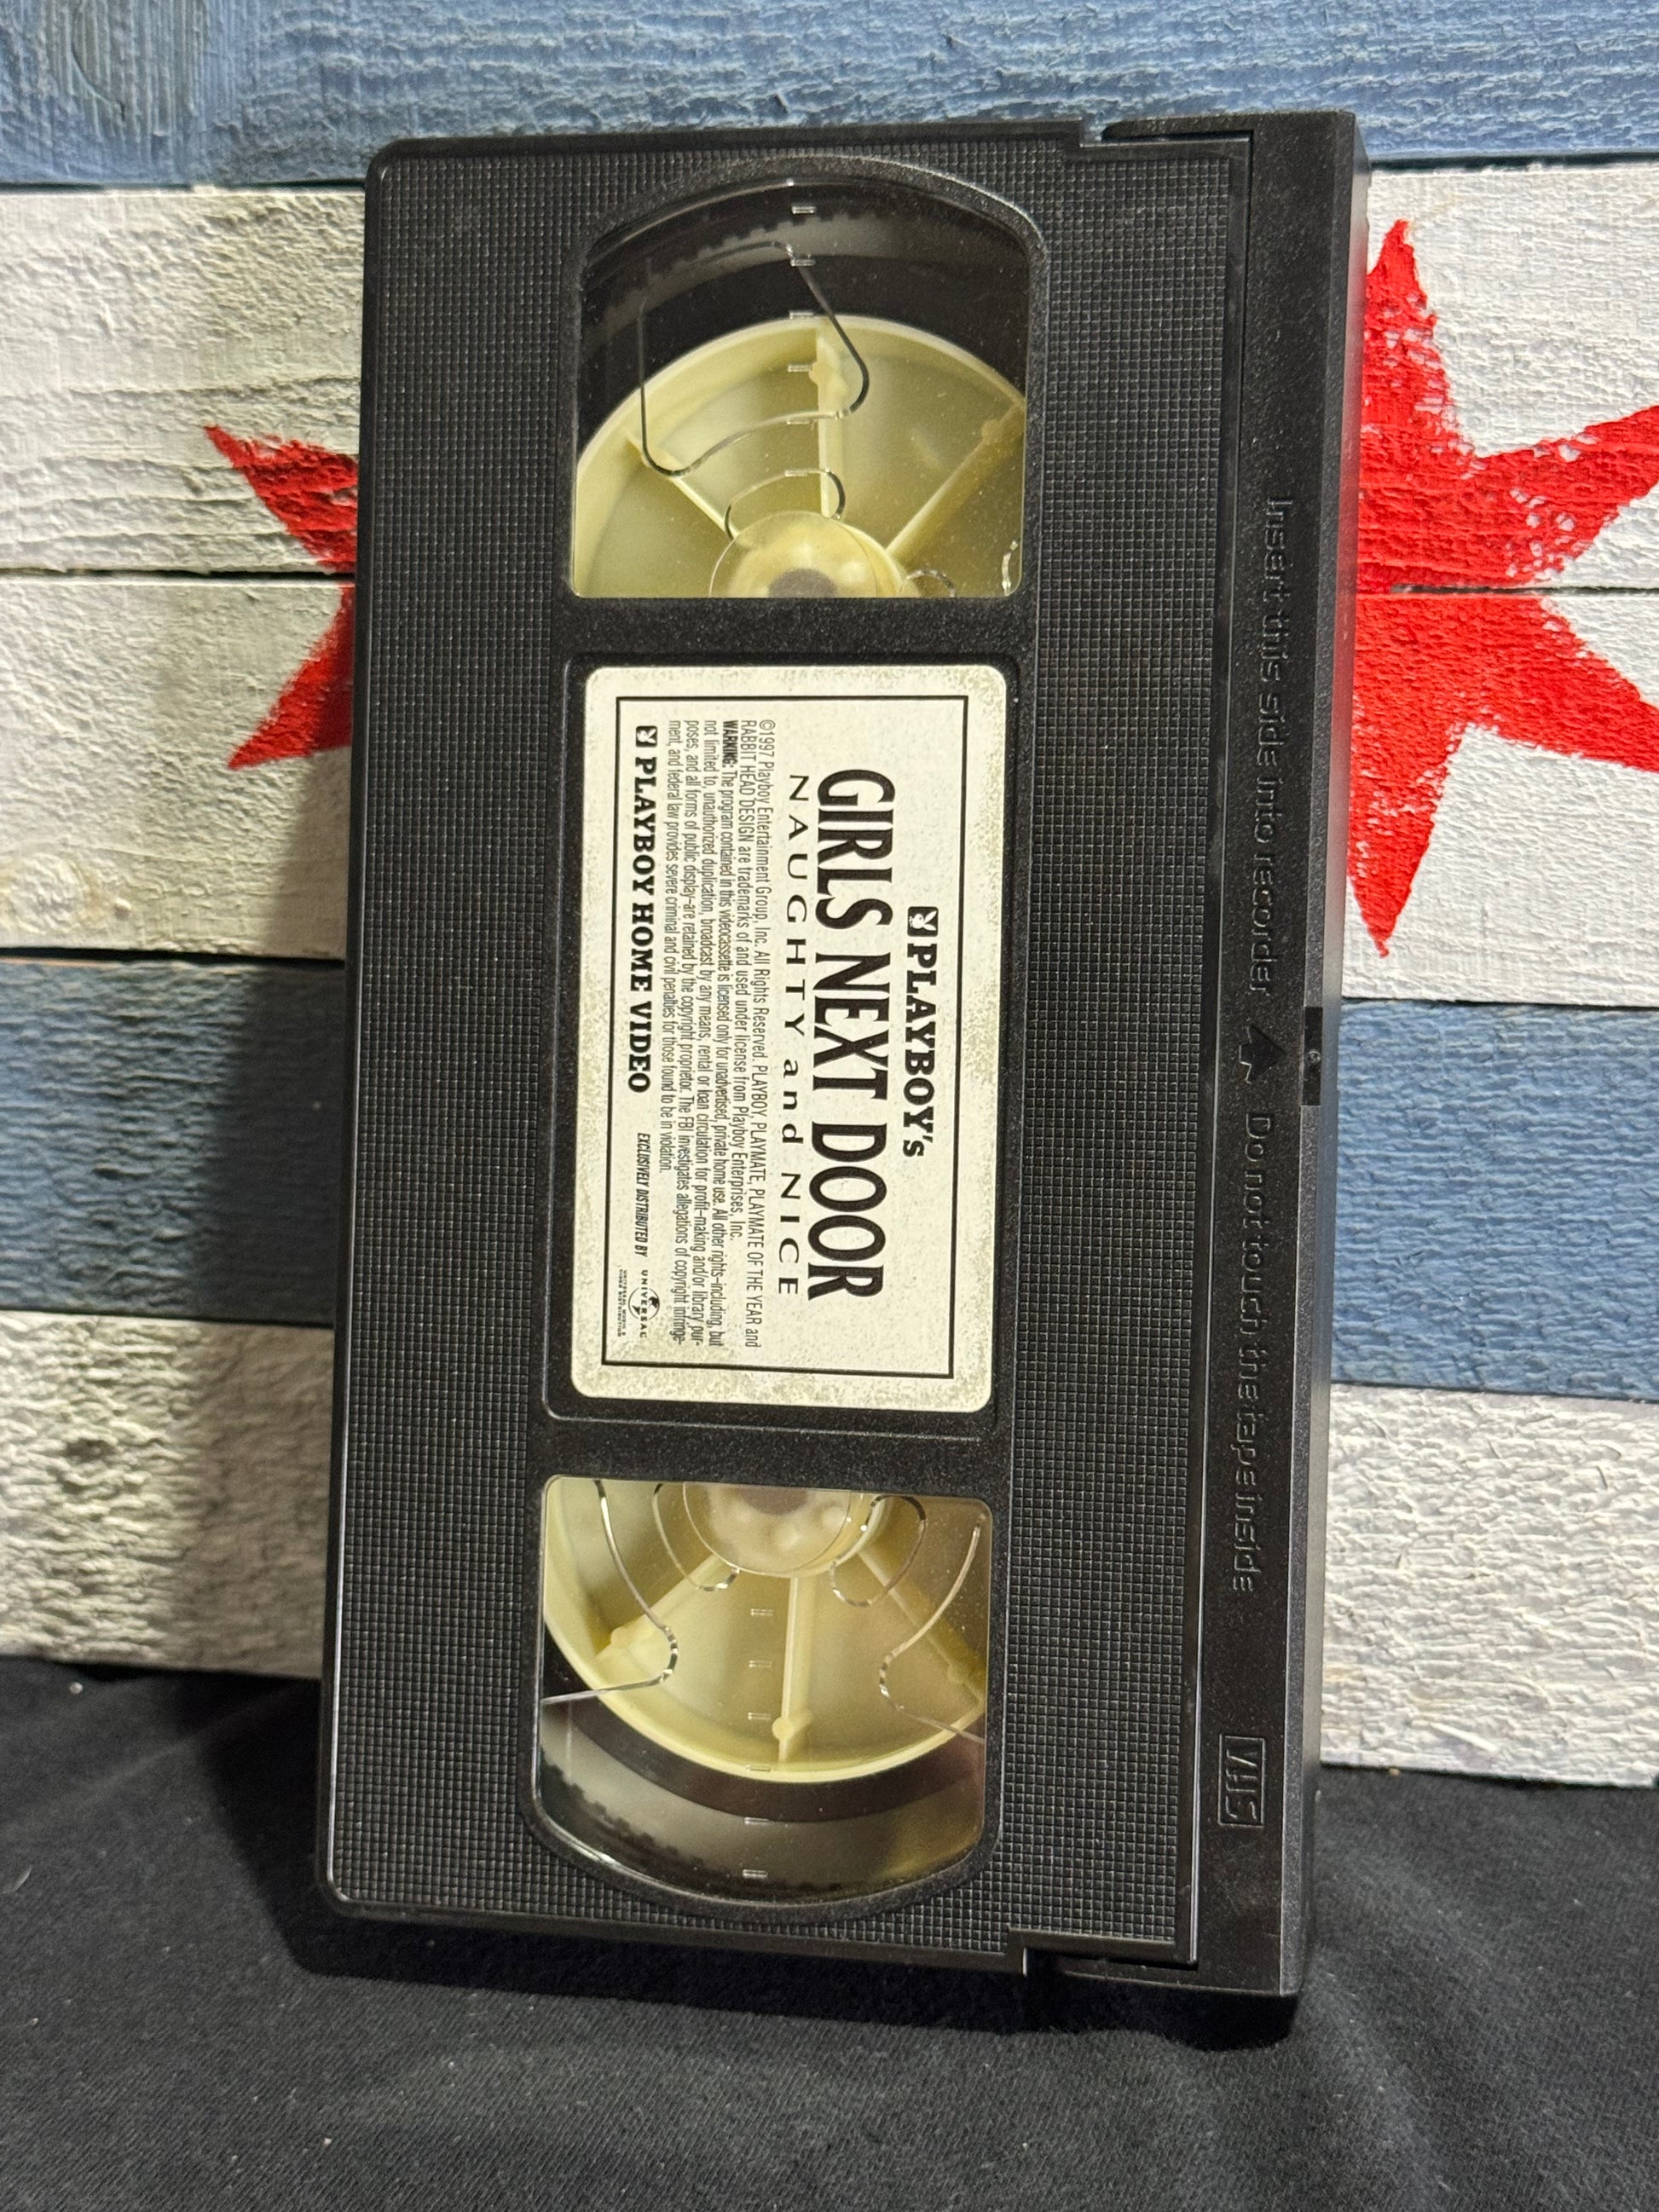 PLAYBOY's
GIRLS NEXT DOOR
NAUGHTY and NICE
©1997 Playboy Entertainment Group, Inc. All Rights Reserved. PLAYBOY, PLAYMATE, PLAYMATE OF THE YEAR and
RABBIT HEAD DESIGN are trademarks of and used under license from Playboy Enterprises, Inc.
WARNING: The program contained in this videocassette is licensed only for unadvertised, private home use. All other rights–including, but
not limited to, unauthorized duplication, broadcast by any means, rental or loan circulation for profit–making and/or library pur-
poses, and all forms of public display–are retained by the copyright proprietor. The FBI investigates allegations of copyright infringe-
ment, and federal law provides severe criminal and civil penalties for those found to be in violation.
PLAYBOY HOME VIDEO
EXCLUSIVELY DISTRIBUTED BY
UNIVERSAL
UNIVERSAL MUSIC &
VIDEO DISTRIBUTION
Insert this side into recorder
Do not touch the tape inside
VHS